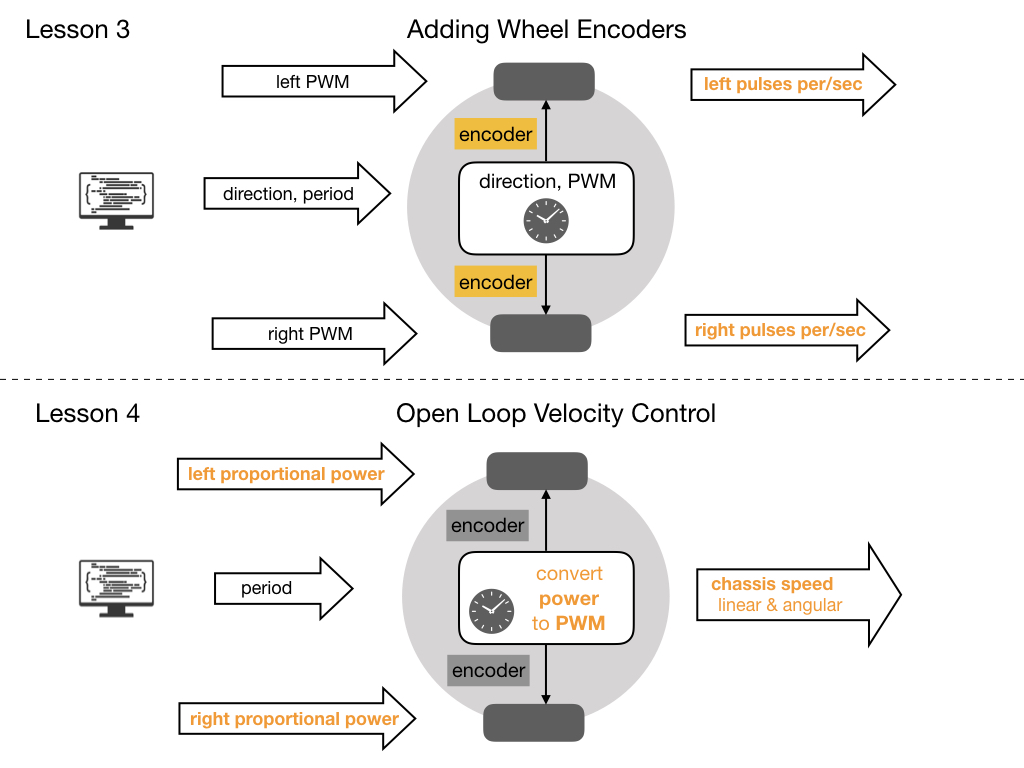 Lesson 3
Adding Wheel Encoders
left PWM
left pulses per/sec
encoder
direction, period
direction, PWM
encoder
right PWM
right pulses per/sec
Lesson 4
Open Loop Velocity Control
left proportional power
encoder
period
convert
power
to PWM
chassis speed
linear & angular
encoder
right proportional power